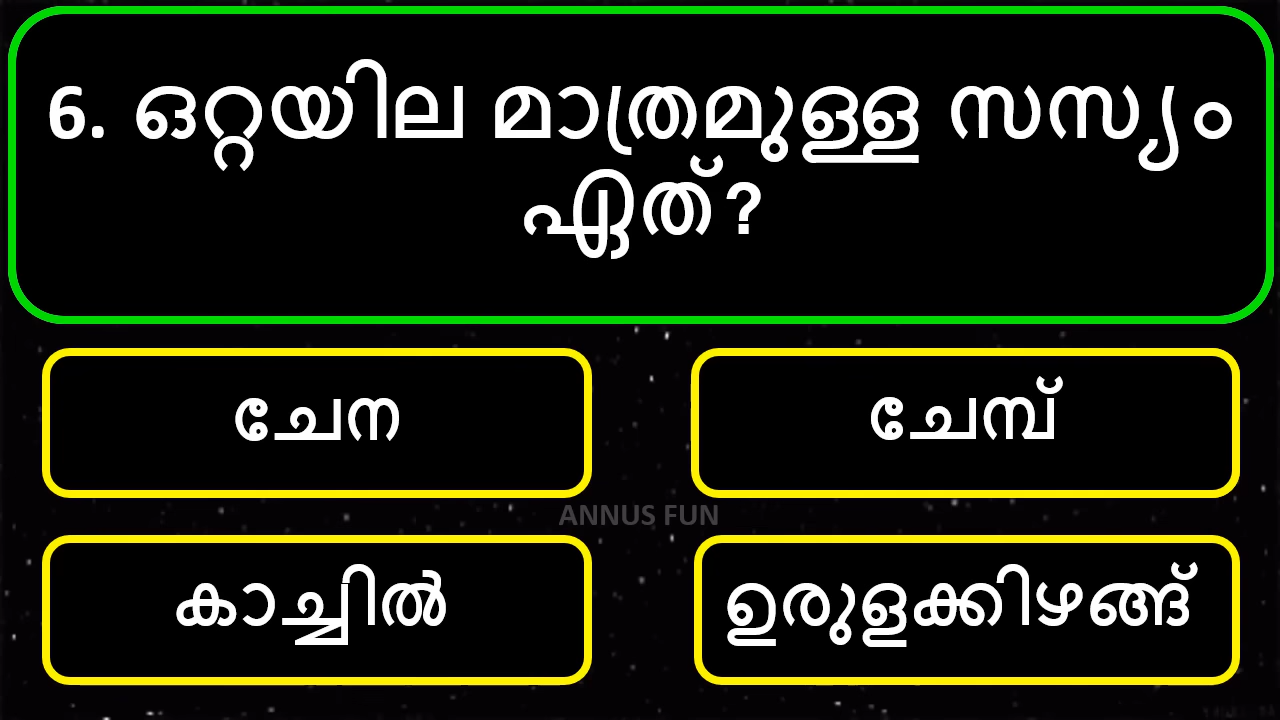 6. ഒറ്റയില മാത്രമുള്ള സസ്യം
ഏത്?
ചേന
ചേമ്പ്
ANNUS FUN
കാച്ചിൽ
ഉരുളക്കിഴങ്ങ്